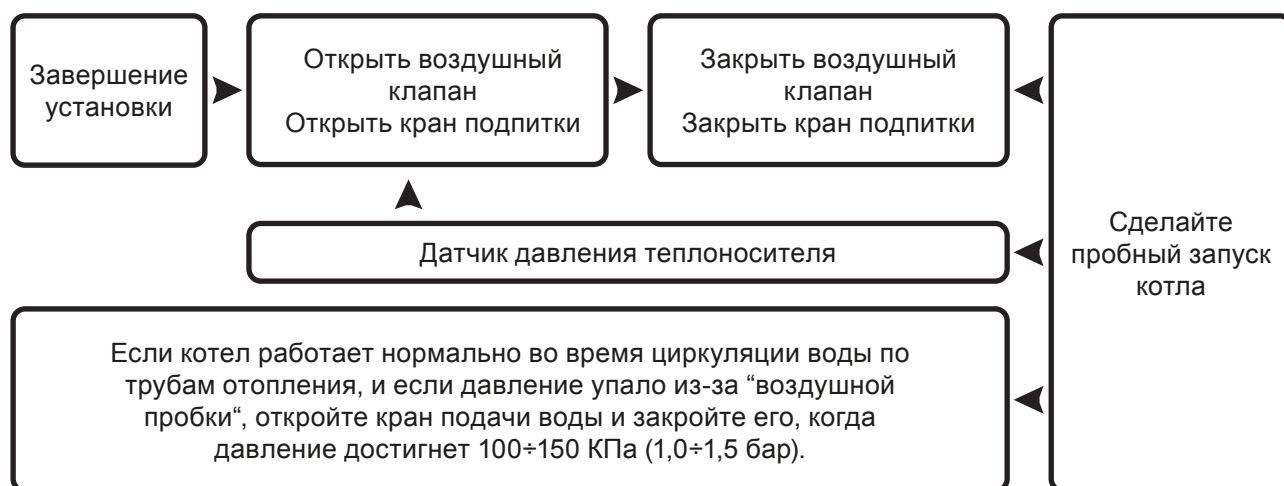 Завершение
установки
Открыть воздушный
клапан
Открыть кран подпитки
Закрыть воздушный
клапан
Закрыть кран подпитки
Сделайте
пробный запуск
котла
Датчик давления теплоносителя
Если котел работает нормально во время циркуляции воды по
трубам отопления, и если давление упало из-за “воздушной
пробки“, откройте кран подачи воды и закройте его, когда
давление достигнет 100÷150 КПа (1,0÷1,5 бар).